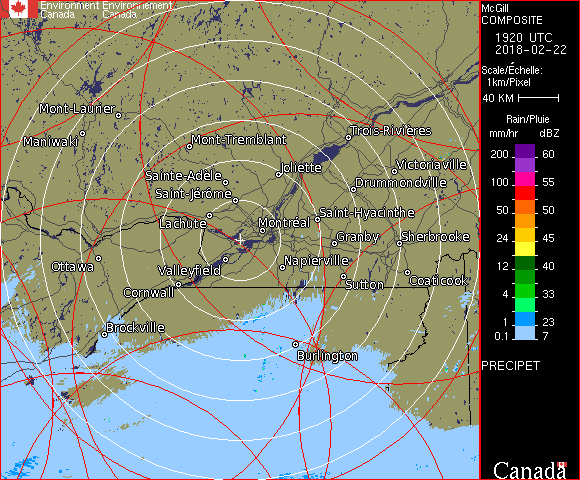 Environment Environnement
Canada Canada
McGill
COMPOSITE
1920 UTC
2018-02-22
Scale/Échelle:
1km/Pixel
40 KM
Rain/Pluie
mm/hr dBZ
200 60
150 57
100 55
50 50
24 45
12 40
4 33
1 23
0.1 7
PRECIPET
Canada
Mont-Laurier
Maniwaki
Mont-Tremblant
Trois-Rivières
Joliette
Victoriaville
Sainte-Adèle
Drummondville
Saint-Jérôme
Saint-Hyacinthe
Lachute
Montréal
Granby
Sherbrooke
Ottawa
Valleyfield
Napierville
Coaticook
Cornwall
Sutton
Brockville
Burlington